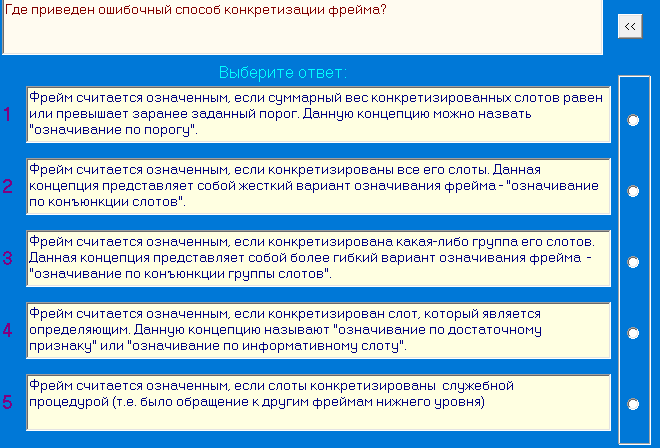 Где приведен ошибочный способ конкретизации фрейма?
<<
Выберите ответ:
1
Фрейм считается означенным, если суммарный вес конкретизированных слотов равен
или превышает заранее заданный порог. Данную концепцию можно назвать
"означивание по порогу".
2
Фрейм считается означенным, если конкретизированы все его слоты. Данная
концепция представляет собой жесткий вариант означивания фрейма - "означивание
по конъюнкции слотов".
3
Фрейм считается означенным, если конкретизирована какая-либо группа его слотов.
Данная концепция представляет собой более гибкий вариант означивания фрейма -
"означивание по конъюнкции группы слотов".
4
Фрейм считается означенным, если конкретизирован слот, который является
определяющим. Данную концепцию называют "означивание по достаточному
признаку" или "означивание по информативному слоту".
5
Фрейм считается означенным, если слоты конкретизированы служебной
процедурой (т.е. было обращение к другим фреймам нижнего уровня)